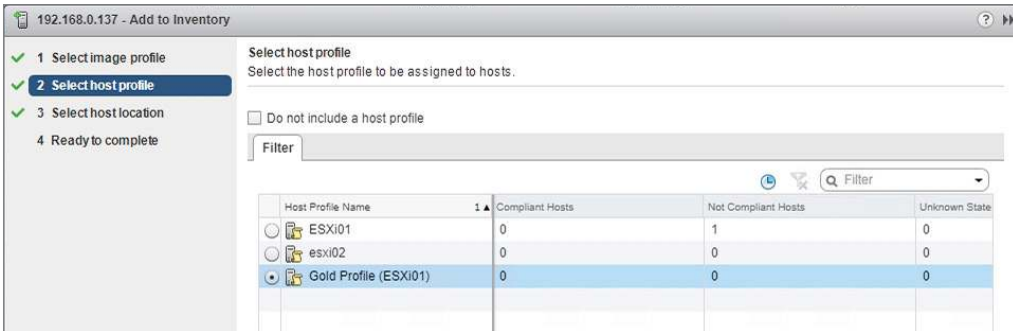 192.168.0.137 - Add to Inventory ?
1 Select image profile
2 Select host profile
3 Select host location
4 Ready to complete
Select host profile
Select the host profile to be assigned to hosts.
Do not include a host profile
Filter
Filter
Host Profile Name 1 ▲ Compliant Hosts Not Compliant Hosts Unknown State
ESXi01 0 1 0
esxi02 0 0 0
Gold Profile (ESXi01) 0 0 0